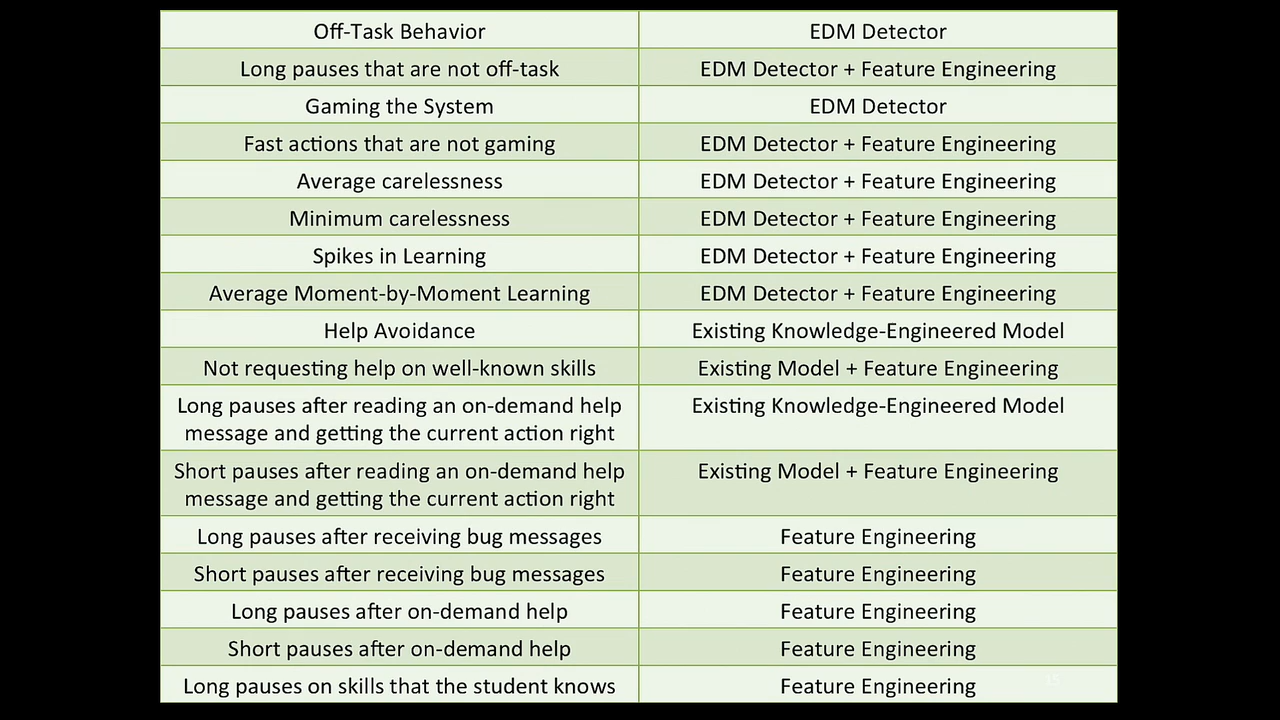 Off-Task Behavior EDM Detector
Long pauses that are not off-task EDM Detector + Feature Engineering
Gaming the System EDM Detector
Fast actions that are not gaming EDM Detector + Feature Engineering
Average carelessness EDM Detector + Feature Engineering
Minimum carelessness EDM Detector + Feature Engineering
Spikes in Learning EDM Detector + Feature Engineering
Average Moment-by-Moment Learning EDM Detector + Feature Engineering
Help Avoidance Existing Knowledge-Engineered Model
Not requesting help on well-known skills Existing Model + Feature Engineering
Long pauses after reading an on-demand help Existing Knowledge-Engineered Model
message and getting the current action right
Short pauses after reading an on-demand help Existing Model + Feature Engineering
message and getting the current action right
Long pauses after receiving bug messages Feature Engineering
Short pauses after receiving bug messages Feature Engineering
Long pauses after on-demand help Feature Engineering
Short pauses after on-demand help Feature Engineering
Long pauses on skills that the student knows Feature Engineering